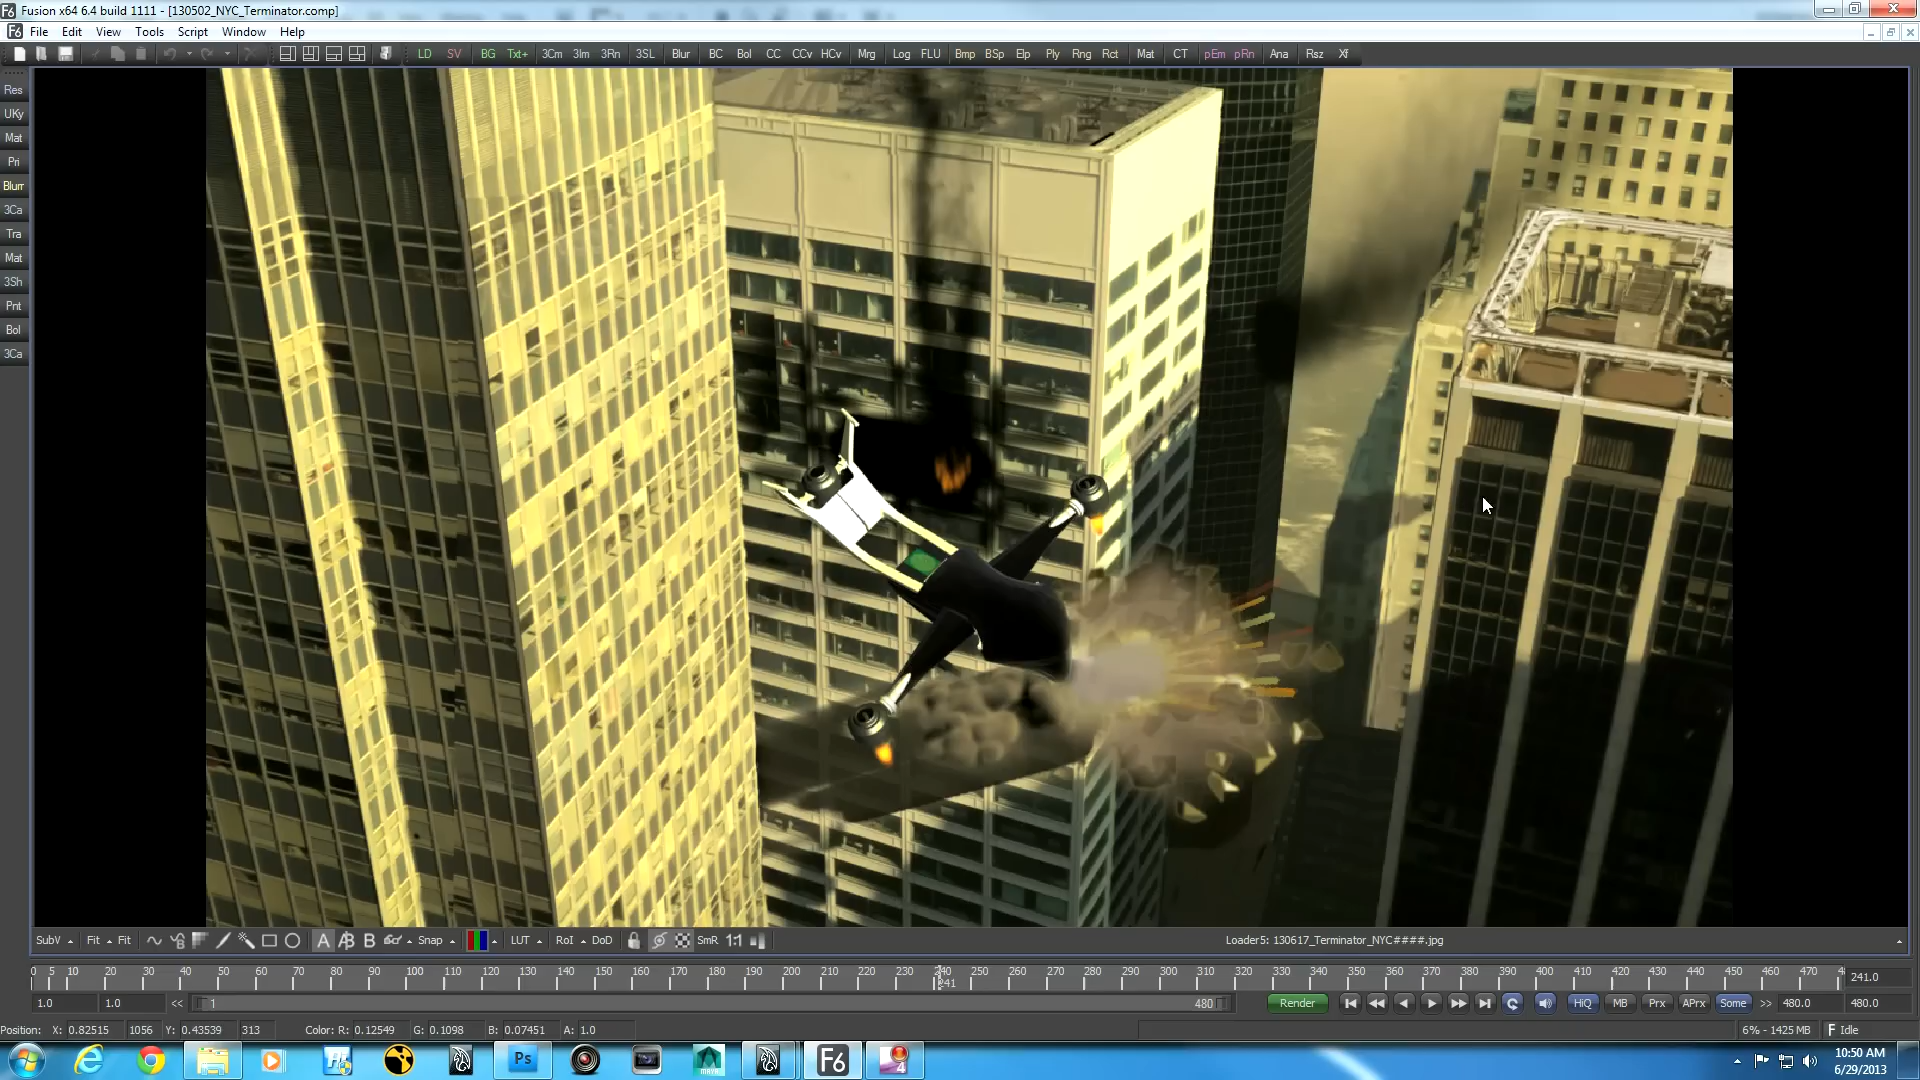 Fusion x64 6.4 build 1111 - [130502_NYC_Terminator.comp]
File Edit View Tools Script Window Help
LD SV BG Txt+ 3Cm 3Im 3Rn 3SL Blur BC Bol CC CCv HCv Mrg Log FLU Bmp BSp Elp Ply Rng Rct Mat CT pEm pRn Ana Rsz Xf
Res
UKy
Mat
Pri
Blurr
3Ca
Tra
Mat
3Sh
Pnt
Bol
3Ca
SubV Fit Fit A B B Snap LUT RoI DoD SmR 1:1 Loader5: 130617_Terminator_NYC####.jpg
0 5 10 20 30 40 50 60 70 80 90 100 110 120 130 140 150 160 170 180 190 200 210 220 230 240 250 260 270 280 290 300 310 320 330 340 350 360 370 380 390 400 410 420 430 440 450 460 470 241.0
241
1.0 1.0 << 1 480 Render HiQ MB Prx APrx Some >> 480.0 480.0
Position: X: 0.82515 1056 Y: 0.43539 313 Color: R: 0.12549 G: 0.1098 B: 0.07451 A: 1.0 6% - 1425 MB F Idle
Ps MAYA F6 4 10:50 AM
6/29/2013